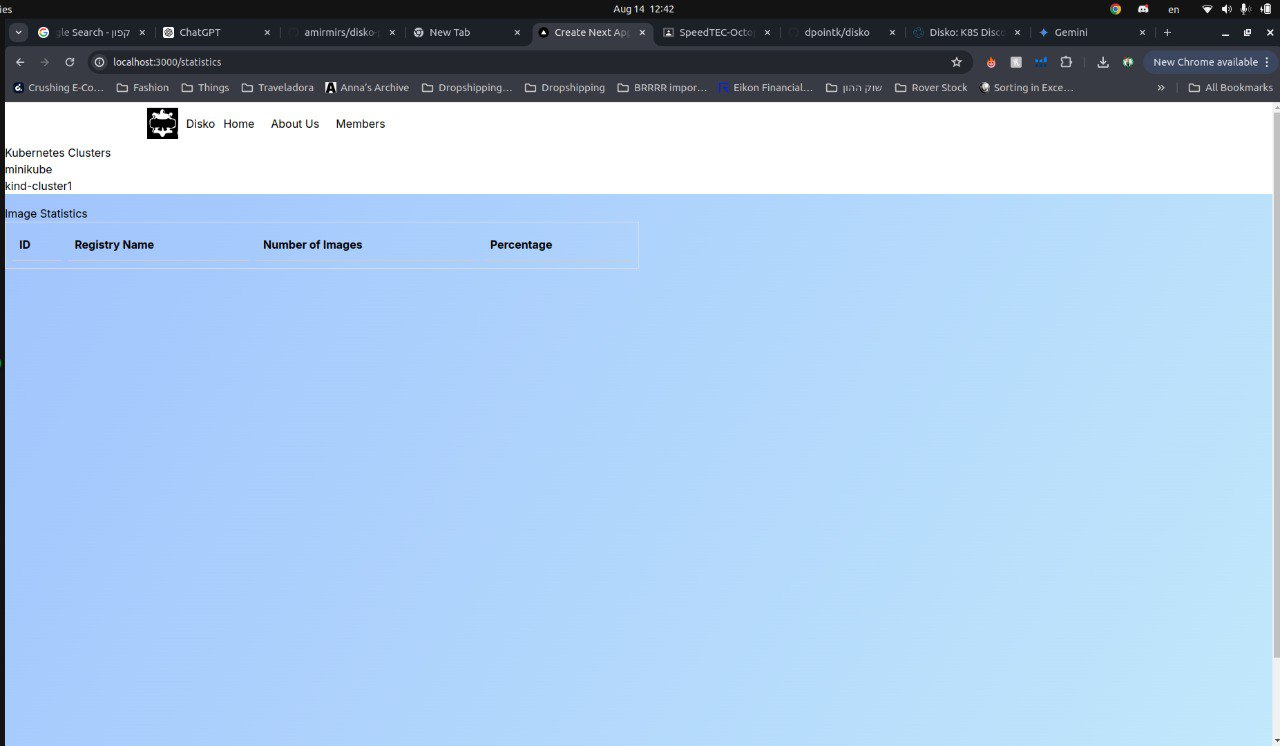 ies
Aug 14 12:42
en
gle Search - קפון
ChatGPT
amirmirs/disko-
New Tab
Create Next App
SpeedTEC-Octo
dpointk/disko
Disko: K8S Disc
Gemini
localhost:3000/statistics
New Chrome available
Crushing E-Co…
Fashion
Things
Traveladora
Anna's Archive
Dropshipping…
Dropshipping
BRRRR impor…
Eikon Financial…
שוק ההון
Rover Stock
Sorting in Exce…
»
All Bookmarks
Disko Home About Us Members
Kubernetes Clusters
minikube
kind-cluster1
Image Statistics
ID Registry Name Number of Images Percentage